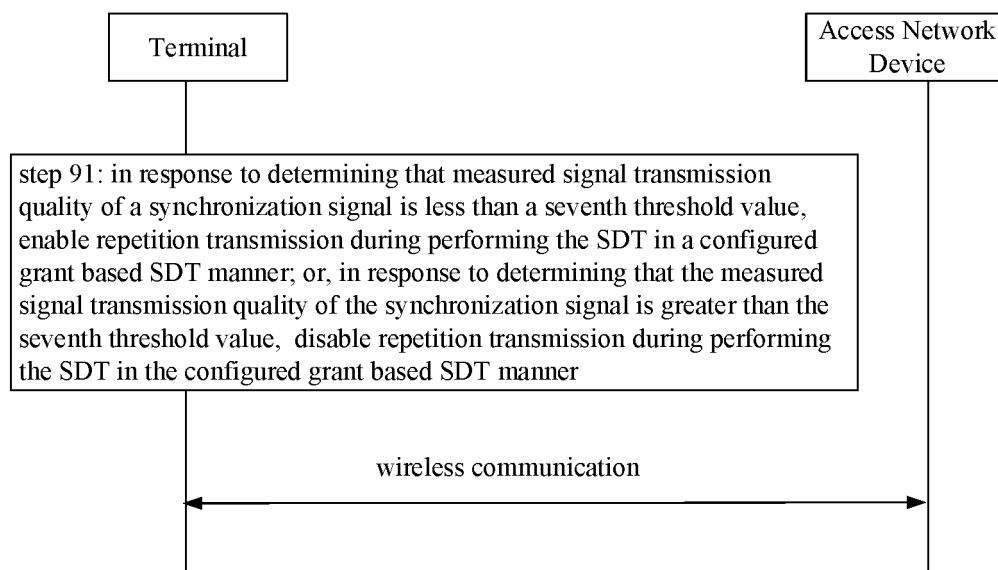 Terminal
Access Network
Device
step 91: in response to determining that measured signal transmission
quality of a synchronization signal is less than a seventh threshold value,
enable repetition transmission during performing the SDT in a configured
grant based SDT manner; or, in response to determining that the measured
signal transmission quality of the synchronization signal is greater than the
seventh threshold value, disable repetition transmission during performing
the SDT in the configured grant based SDT manner
wireless communication